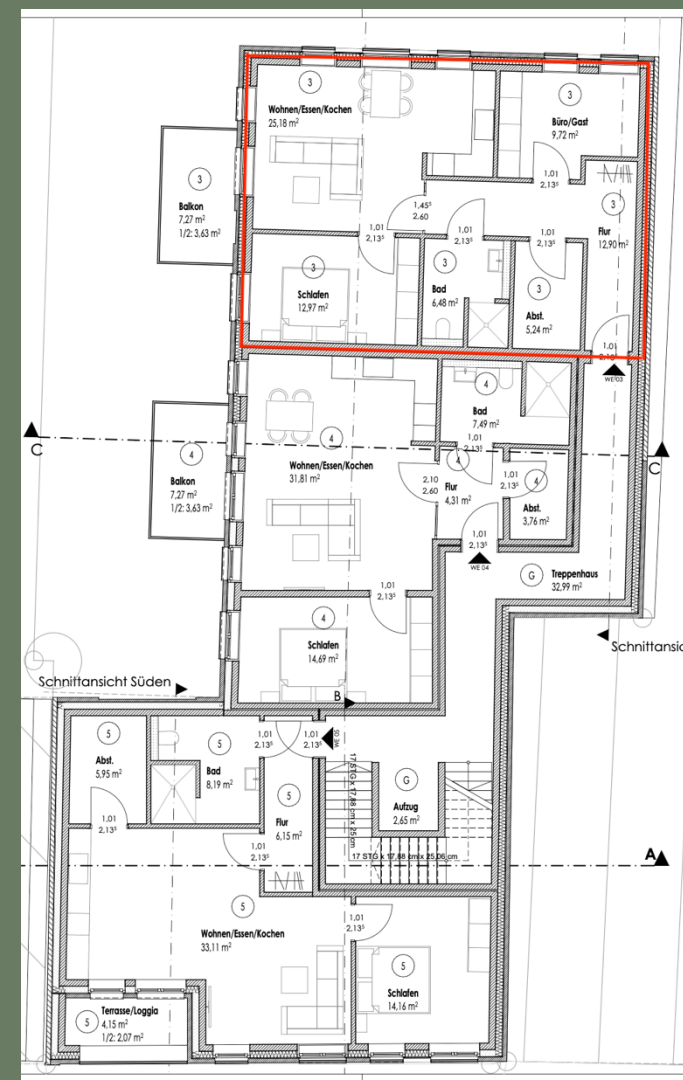 3
Wohnen/Essen/Kochen
25,18 m²
3
Büro/Gast
9,72 m²
3
Balkon
7,27 m²
1/2: 3,63 m²
1,01
2,13⁵
1,45⁵
2.60
1,01
2,13⁵
1,01
2,13⁵
1,01
2,13⁵
3
Flur
12,90 m²
3
Schlafen
12,97 m²
3
Bad
6,48 m²
3
Abst.
5,24 m²
1,01
WE 03
4
Bad
7,49 m²
C
C
4
Balkon
7,27 m²
1/2: 3,63 m²
4
Wohnen/Essen/Kochen
31,81 m²
1,01
2,13⁵
4
Flur
4,31 m²
2.10
2.60
1,01
2,13⁵
4
Abst.
3,76 m²
1,01
2,13⁵
WE 04
G
Treppenhaus
32,99 m²
1,01
2,13⁵
4
Schlafen
14,69 m²
Schnittansicht Süden
B
5
Abst.
5,95 m²
5
Bad
8,19 m²
1,01
2,13⁵
1,01
2,13⁵
WE 05
5
Flur
6,15 m²
G
Aufzug
2,65 m²
17 STG x 17,88 cm x 25 cm
17 STG x 17,88 cm x 25,06 cm
1,01
2,13⁵
1,01
2,13⁵
A
5
Wohnen/Essen/Kochen
33,11 m²
1,01
2,13⁵
5
Schlafen
14,16 m²
5
Terrasse/Loggia
4,15 m²
1/2: 2,07 m²